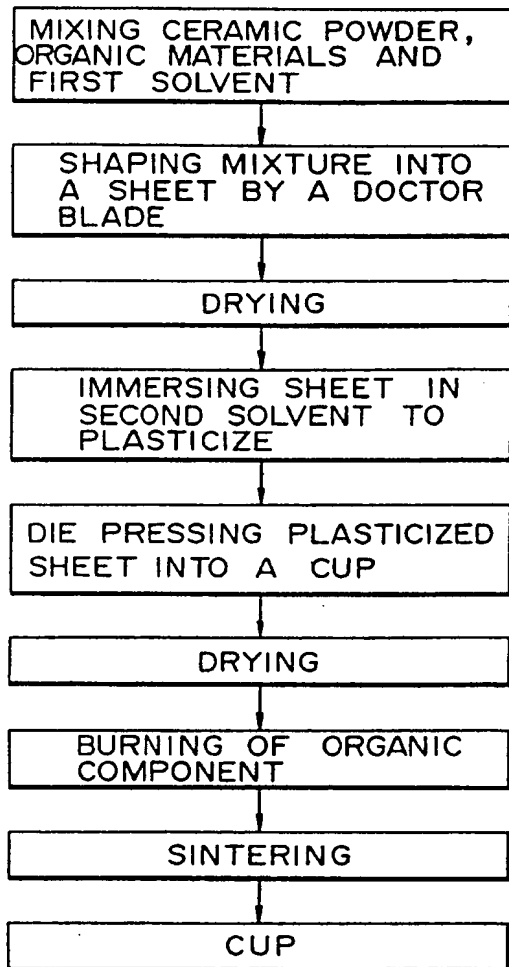 MIXING CERAMIC POWDER,
ORGANIC MATERIALS AND
FIRST SOLVENT
SHAPING MIXTURE INTO
A SHEET BY A DOCTOR
BLADE
DRYING
IMMERSING SHEET IN
SECOND SOLVENT TO
PLASTICIZE
DIE PRESSING PLASTICIZED
SHEET INTO A CUP
DRYING
BURNING OF ORGANIC
COMPONENT
SINTERING
CUP